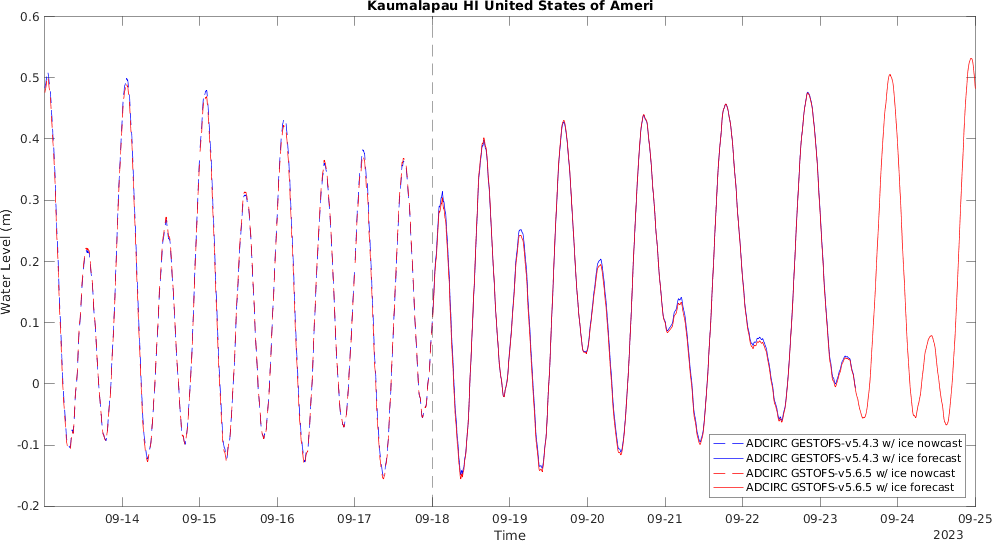 Kaumalapau HI United States of Ameri
0.6
0.5
0.4
0.3
0.2
0.1
0
-0.1
-0.2
Water Level (m)
ADCIRC GESTOFS-v5.4.3 w/ ice nowcast
ADCIRC GESTOFS-v5.4.3 w/ ice forecast
ADCIRC GSTOFS-v5.6.5 w/ ice nowcast
ADCIRC GSTOFS-v5.6.5 w/ ice forecast
09-14 09-15 09-16 09-17 09-18 09-19 09-20 09-21 09-22 09-23 09-24 09-25
Time
2023